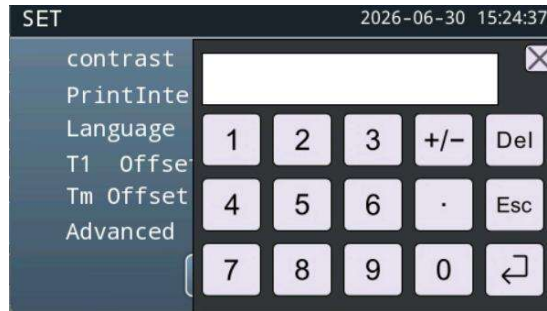 SET 2026-06-30 15:24:37
contrast
PrintInte
Language
T1 Offse
Tm Offset
Advanced
1 2 3 +/- Del
4 5 6 . Esc
7 8 9 0